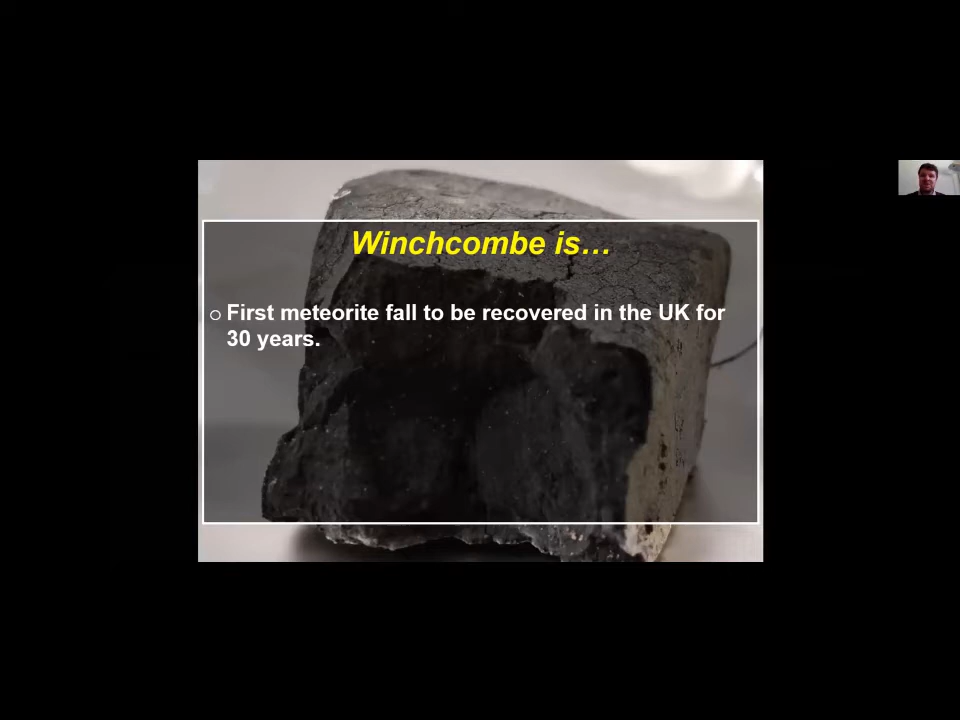 Winchcombe is…
○ First meteorite fall to be recovered in the UK for
30 years.